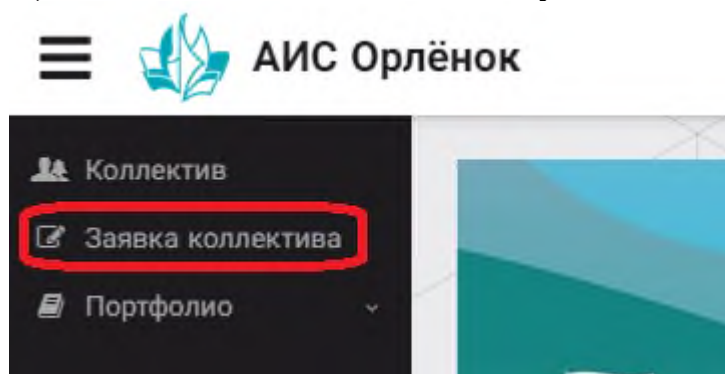 АИС Орлёнок
Коллектив
Заявка коллектива
Портфолио